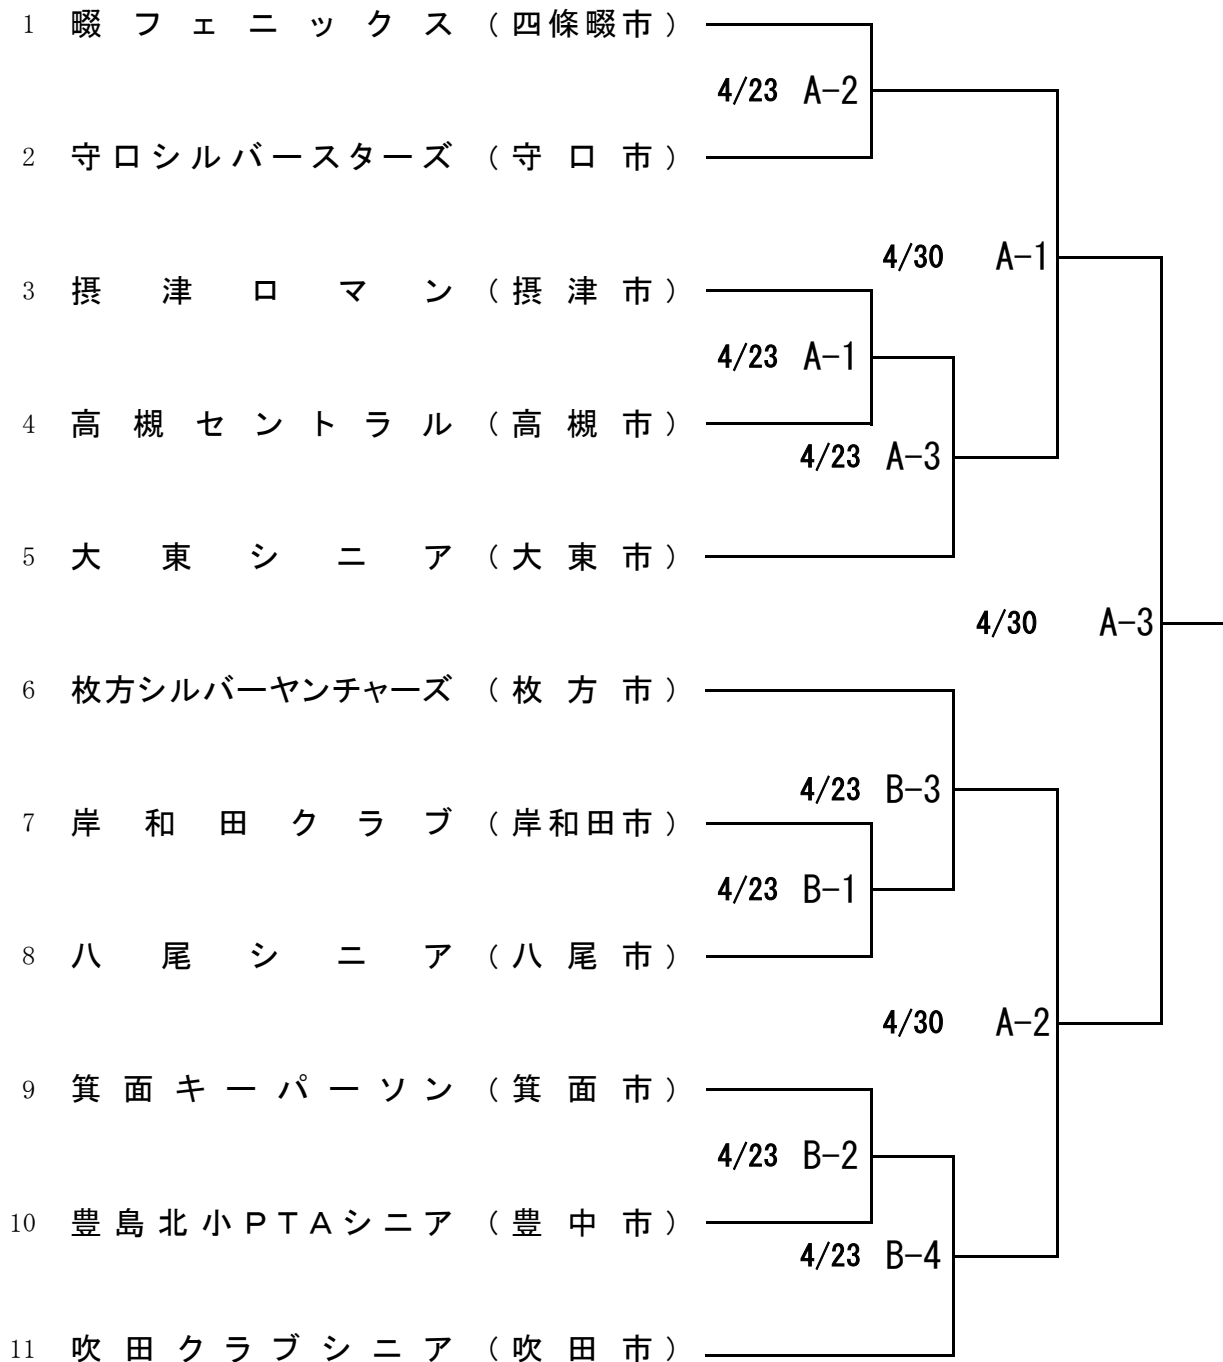 1 畷フェニックス (四條畷市)
4/23 A-2
2 守口シルバースターズ (守口市)
4/30 A-1
3 摂津ロマン (摂津市)
4/23 A-1
4 高槻セントラル (高槻市)
4/23 A-3
5 大東シニア (大東市)
4/30 A-3
6 枚方シルバーヤンチャーズ (枚方市)
4/23 B-3
7 岸和田クラブ (岸和田市)
4/23 B-1
8 八尾シニア (八尾市)
4/30 A-2
9 箕面キーパーソン (箕面市)
4/23 B-2
10 豊島北小PTAシニア (豊中市)
4/23 B-4
11 吹田クラブシニア (吹田市)